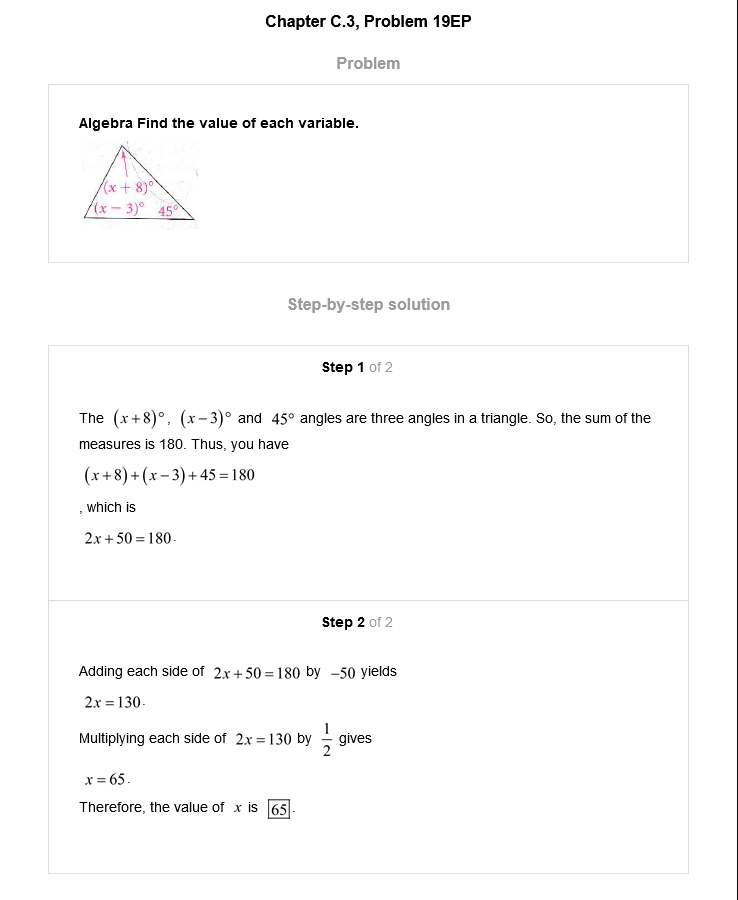 Chapter C.3, Problem 19EP
Problem
Algebra Find the value of each variable.
(x + 8)°
(x − 3)° 45°
Step-by-step solution
Step 1 of 2
The (x+8)°, (x−3)° and 45° angles are three angles in a triangle. So, the sum of the
measures is 180. Thus, you have
(x+8)+(x−3)+45=180
, which is
2x+50=180.
Step 2 of 2
Adding each side of 2x+50=180 by −50 yields
2x=130.
Multiplying each side of 2x=130 by 1/2 gives
x=65.
Therefore, the value of x is 65.